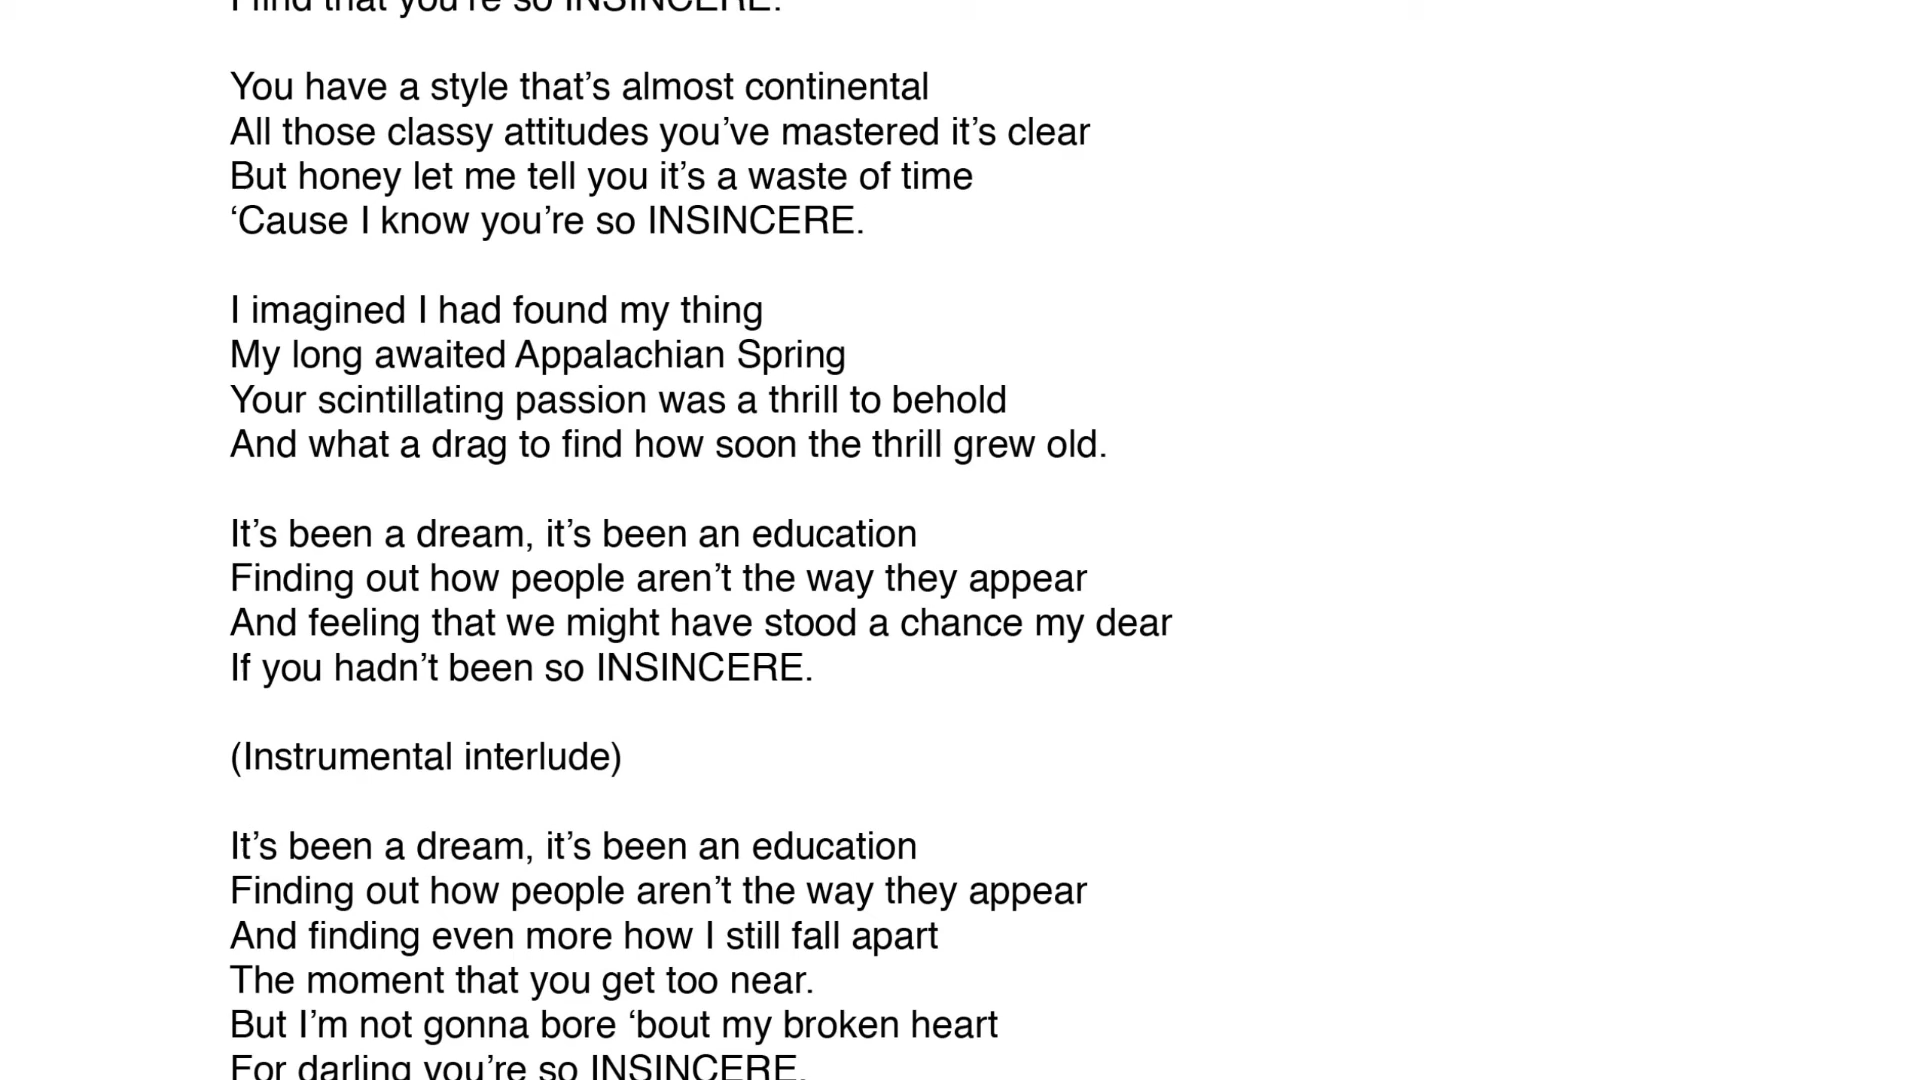 I find that you’re so INSINCERE.
You have a style that’s almost continental
All those classy attitudes you’ve mastered it’s clear
But honey let me tell you it’s a waste of time
‘Cause I know you’re so INSINCERE.
I imagined I had found my thing
My long awaited Appalachian Spring
Your scintillating passion was a thrill to behold
And what a drag to find how soon the thrill grew old.
It’s been a dream, it’s been an education
Finding out how people aren’t the way they appear
And feeling that we might have stood a chance my dear
If you hadn’t been so INSINCERE.
(Instrumental interlude)
It’s been a dream, it’s been an education
Finding out how people aren’t the way they appear
And finding even more how I still fall apart
The moment that you get too near.
But I’m not gonna bore ‘bout my broken heart
For darling you’re so INSINCERE.